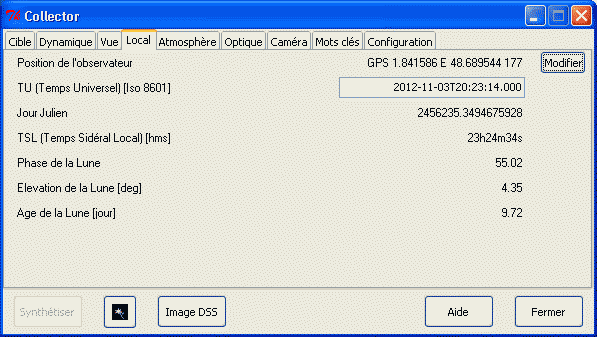 Collector
Cible Dynamique Vue Local Atmosphère Optique Caméra Mots clés Configuration
Position de l'observateur GPS 1.841586 E 48.689544 177 Modifier
TU (Temps Universel) [Iso 8601] 2012-11-03T20:23:14.000
Jour Julien 2456235.3494675928
TSL (Temps Sidéral Local) [hms] 23h24m34s
Phase de la Lune 55.02
Elevation de la Lune [deg] 4.35
Age de la Lune [jour] 9.72
Synthétiser Image DSS Aide Fermer